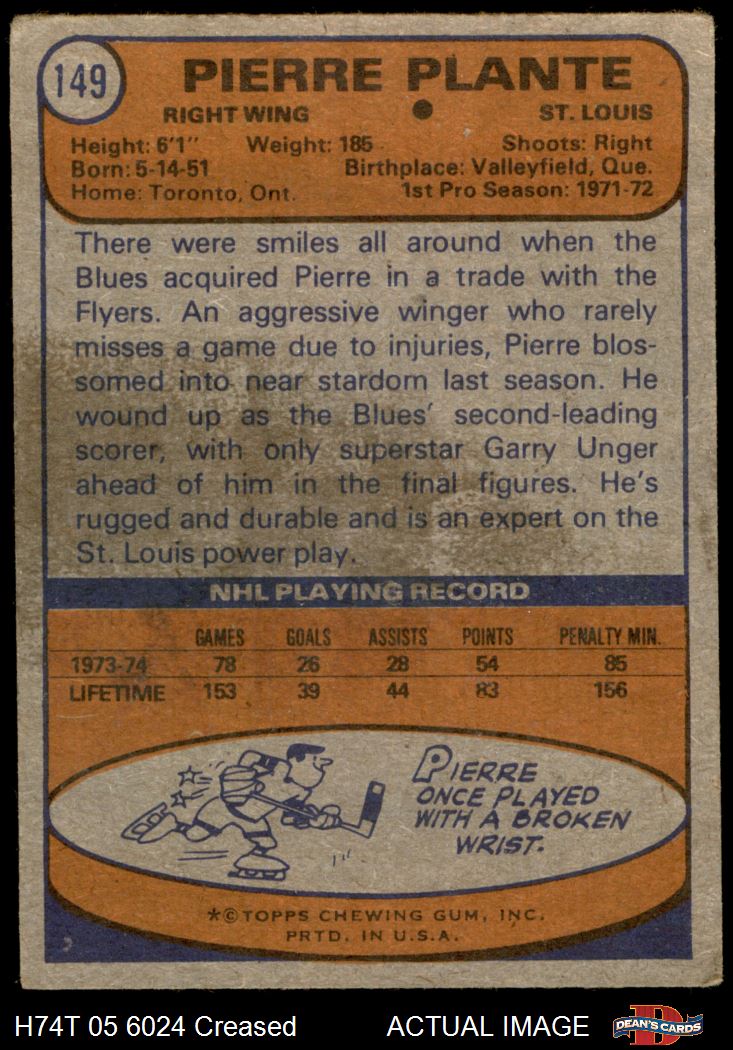 149
PIERRE PLANTE
RIGHT WING ● ST. LOUIS
Height: 6'1" Weight: 185 Shoots: Right
Born: 5-14-51 Birthplace: Valleyfield, Que.
Home: Toronto, Ont. 1st Pro Season: 1971-72
There were smiles all around when the
Blues acquired Pierre in a trade with the
Flyers. An aggressive winger who rarely
misses a game due to injuries, Pierre blos-
somed into near stardom last season. He
wound up as the Blues' second-leading
scorer, with only superstar Garry Unger
ahead of him in the final figures. He's
rugged and durable and is an expert on the
St. Louis power play.
NHL PLAYING RECORD
GAMES GOALS ASSISTS POINTS PENALTY MIN.
1973-74 78 26 28 54 85
LIFETIME 153 39 44 83 156
PIERRE
ONCE PLAYED
WITH A BROKEN
WRIST.
*© TOPPS CHEWING GUM, INC.
PRTD. IN U.S.A.
H74T 05 6024 Creased ACTUAL IMAGE DEAN'S CARDS